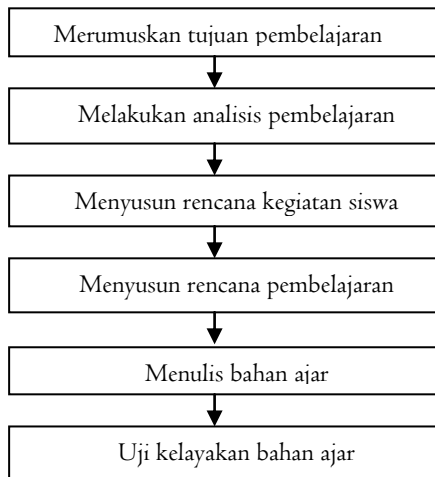 Merumuskan tujuan pembelajaran
Melakukan analisis pembelajaran
Menyusun rencana kegiatan siswa
Menyusun rencana pembelajaran
Menulis bahan ajar
Uji kelayakan bahan ajar